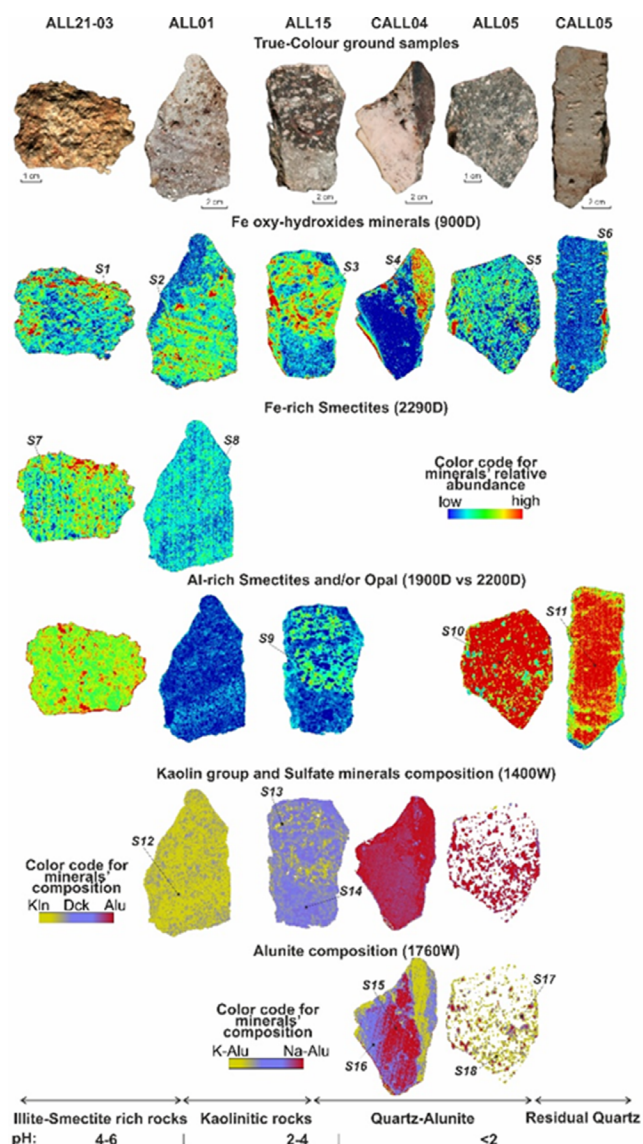 ALL21-03 ALL01 ALL15 CALL04 ALL05 CALL05
True-Colour ground samples
1 cm 2 cm 2 cm 2 cm 1 cm 2 cm
Fe oxy-hydroxides minerals (900D)
S1 S2 S3 S4 S5 S6
Fe-rich Smectites (2290D)
S7 S8
Color code for
minerals' relative
abundance
low high
Al-rich Smectites and/or Opal (1900D vs 2200D)
S9 S10 S11
Kaolin group and Sulfate minerals composition (1400W)
S13
S12
Color code for
minerals'
composition
Kln Dck Alu
S14
Alunite composition (1760W)
S15 S17
Color code for
minerals'
composition
K-Alu Na-Alu
S16 S18
Illite-Smectite rich rocks Kaolinitic rocks Quartz-Alunite Residual Quartz
pH: 4-6 | 2-4 | <2